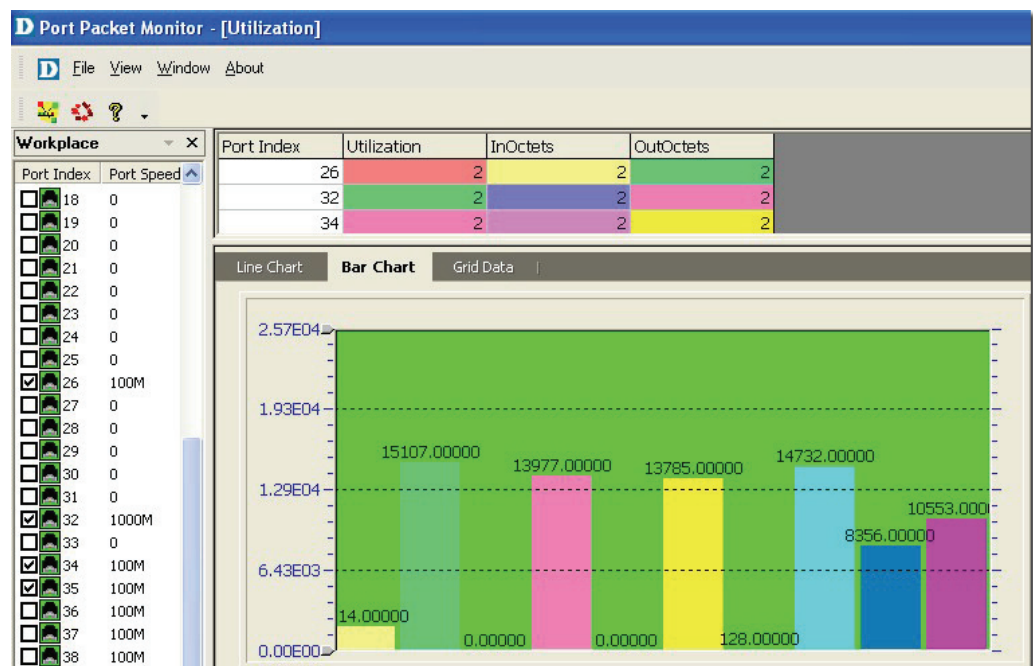 D Port Packet Monitor - [Utilization]
D File View Window About
Workplace
Port Index Port Speed
18 0
19 0
20 0
21 0
22 0
23 0
24 0
25 0
26 100M
27 0
28 0
29 0
30 0
31 0
32 1000M
33 0
34 100M
35 100M
36 100M
37 100M
38 100M
Port Index Utilization InOctets OutOctets
26 2 2 2
32 2 2 2
34 2 2 2
Line Chart Bar Chart Grid Data
2.57E04
1.93E04
1.29E04
6.43E03
0.00E00
14.00000
15107.00000
0.00000
13977.00000
0.00000
13785.00000
128.00000
14732.00000
8356.00000
10553.000